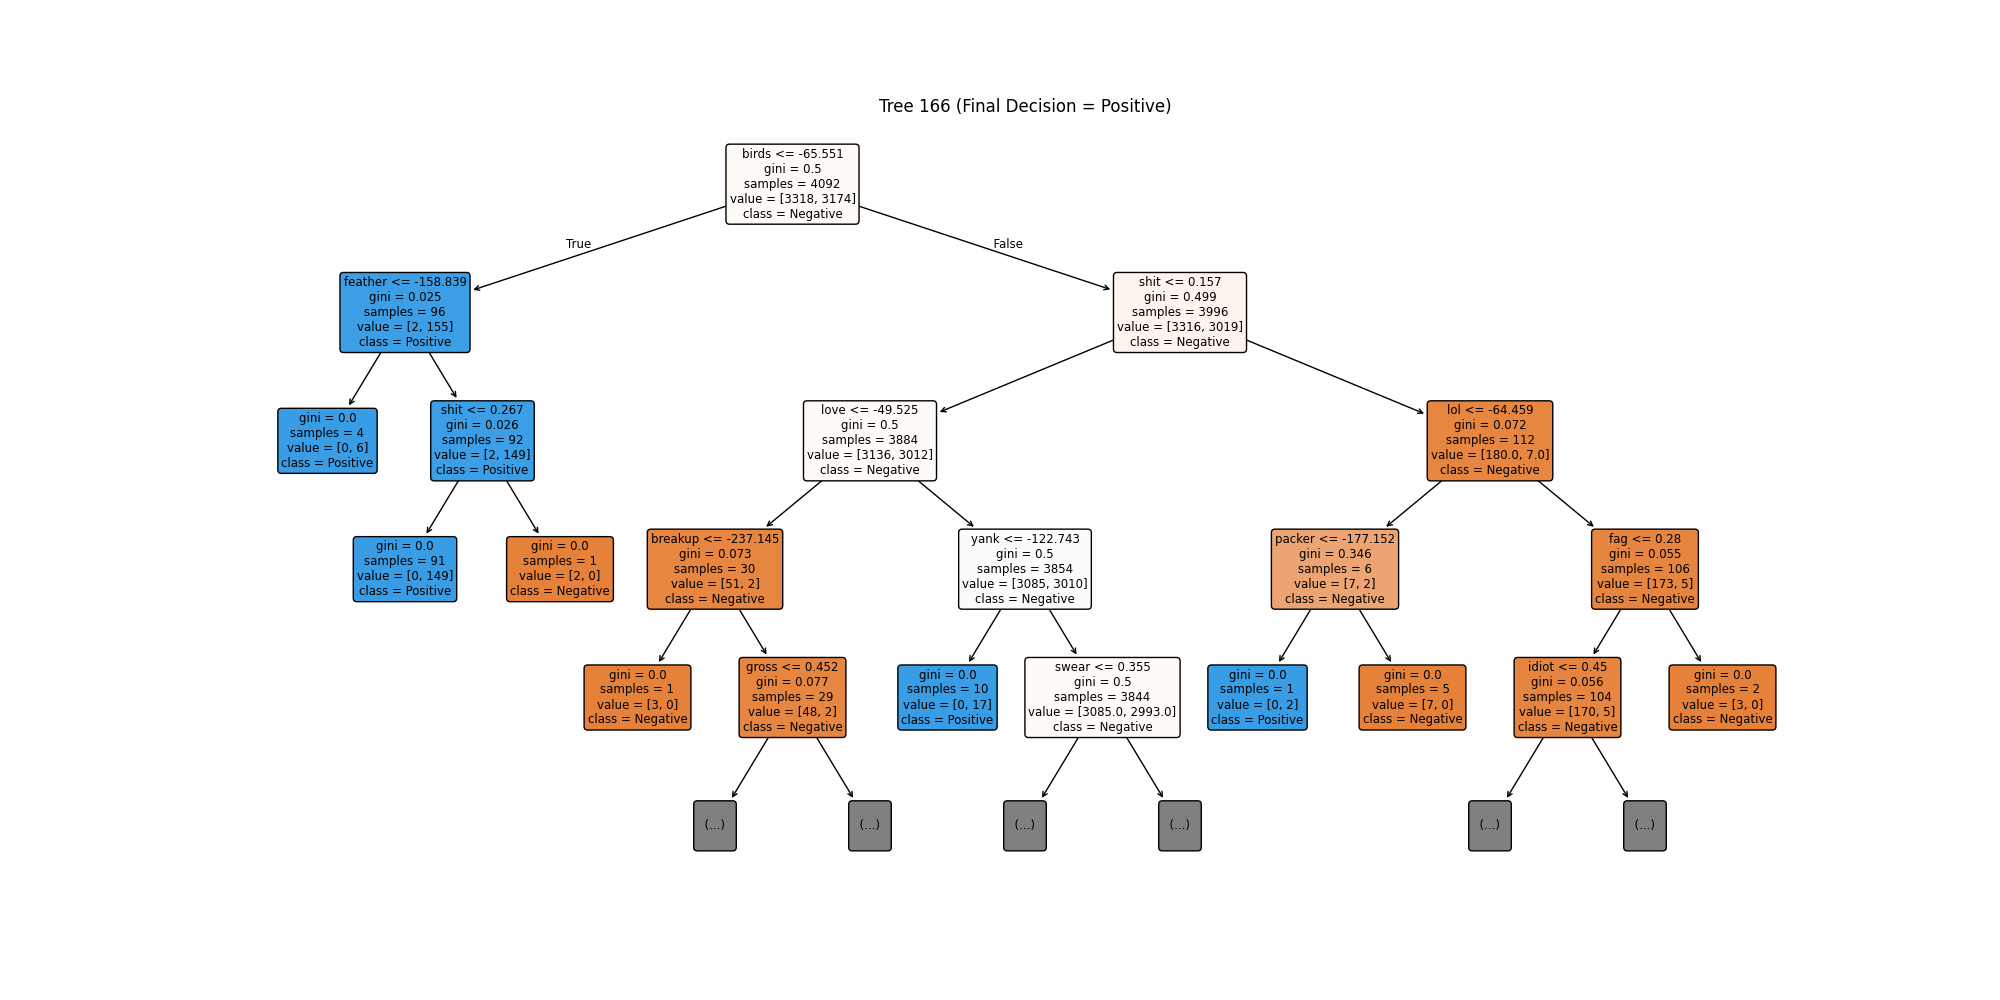 Tree 166 (Final Decision = Positive)
birds <= -65.551
gini = 0.5
samples = 4092
value = [3318, 3174]
class = Negative
True
False
feather <= -158.839
gini = 0.025
samples = 96
value = [2, 155]
class = Positive
shit <= 0.157
gini = 0.499
samples = 3996
value = [3316, 3019]
class = Negative
gini = 0.0
samples = 4
value = [0, 6]
class = Positive
shit <= 0.267
gini = 0.026
samples = 92
value = [2, 149]
class = Positive
love <= -49.525
gini = 0.5
samples = 3884
value = [3136, 3012]
class = Negative
lol <= -64.459
gini = 0.072
samples = 112
value = [180.0, 7.0]
class = Negative
gini = 0.0
samples = 91
value = [0, 149]
class = Positive
gini = 0.0
samples = 1
value = [2, 0]
class = Negative
breakup <= -237.145
gini = 0.073
samples = 30
value = [51, 2]
class = Negative
yank <= -122.743
gini = 0.5
samples = 3854
value = [3085, 3010]
class = Negative
packer <= -177.152
gini = 0.346
samples = 6
value = [7, 2]
class = Negative
fag <= 0.28
gini = 0.055
samples = 106
value = [173, 5]
class = Negative
gini = 0.0
samples = 1
value = [3, 0]
class = Negative
gross <= 0.452
gini = 0.077
samples = 29
value = [48, 2]
class = Negative
gini = 0.0
samples = 10
value = [0, 17]
class = Positive
swear <= 0.355
gini = 0.5
samples = 3844
value = [3085.0, 2993.0]
class = Negative
gini = 0.0
samples = 1
value = [0, 2]
class = Positive
gini = 0.0
samples = 5
value = [7, 0]
class = Negative
idiot <= 0.45
gini = 0.056
samples = 104
value = [170, 5]
class = Negative
gini = 0.0
samples = 2
value = [3, 0]
class = Negative
(...)
(...)
(...)
(...)
(...)
(...)